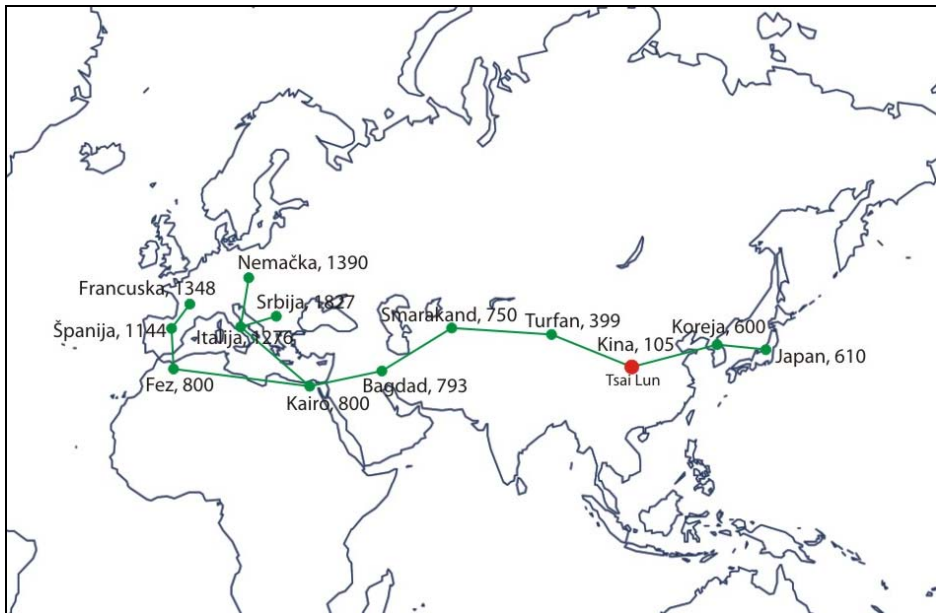 Nemačka, 1390
Francuska, 1348
Srbija, 1827
Španija, 1144
Italija, 1276
Smarakand, 750
Turfan, 399
Koreja, 600
Kina, 105
Japan, 610
Tsai Lun
Fez, 800
Bagdad, 793
Kairo, 800